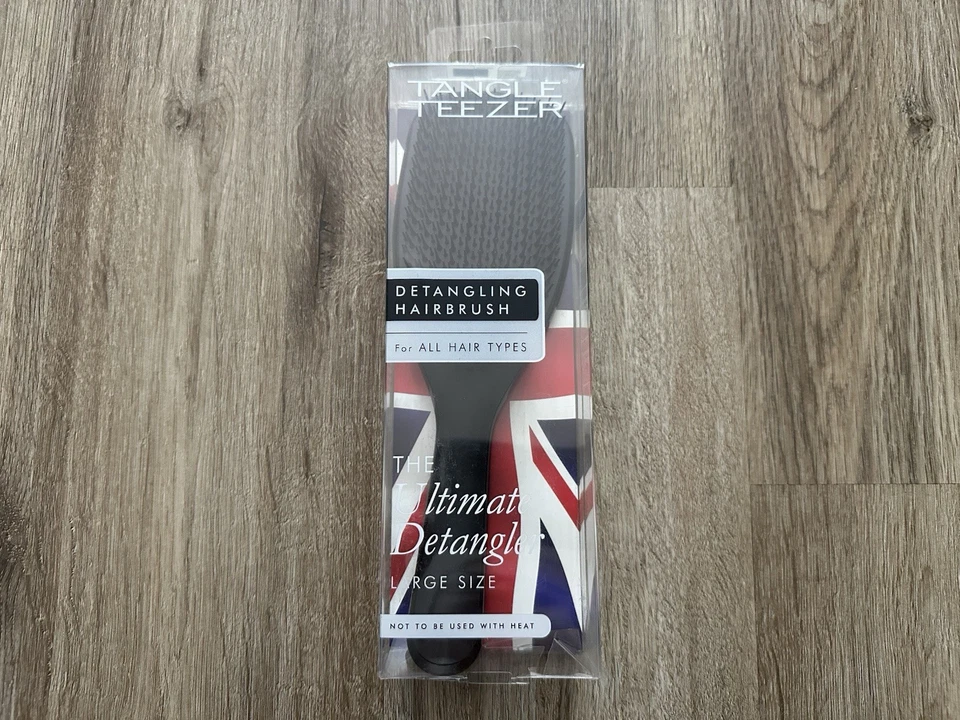 TANGLE
TEEZER
DETANGLING
HAIRBRUSH
For ALL HAIR TYPES
THE
Ultimate
Detangler
LARGE SIZE
NOT TO BE USED WITH HEAT